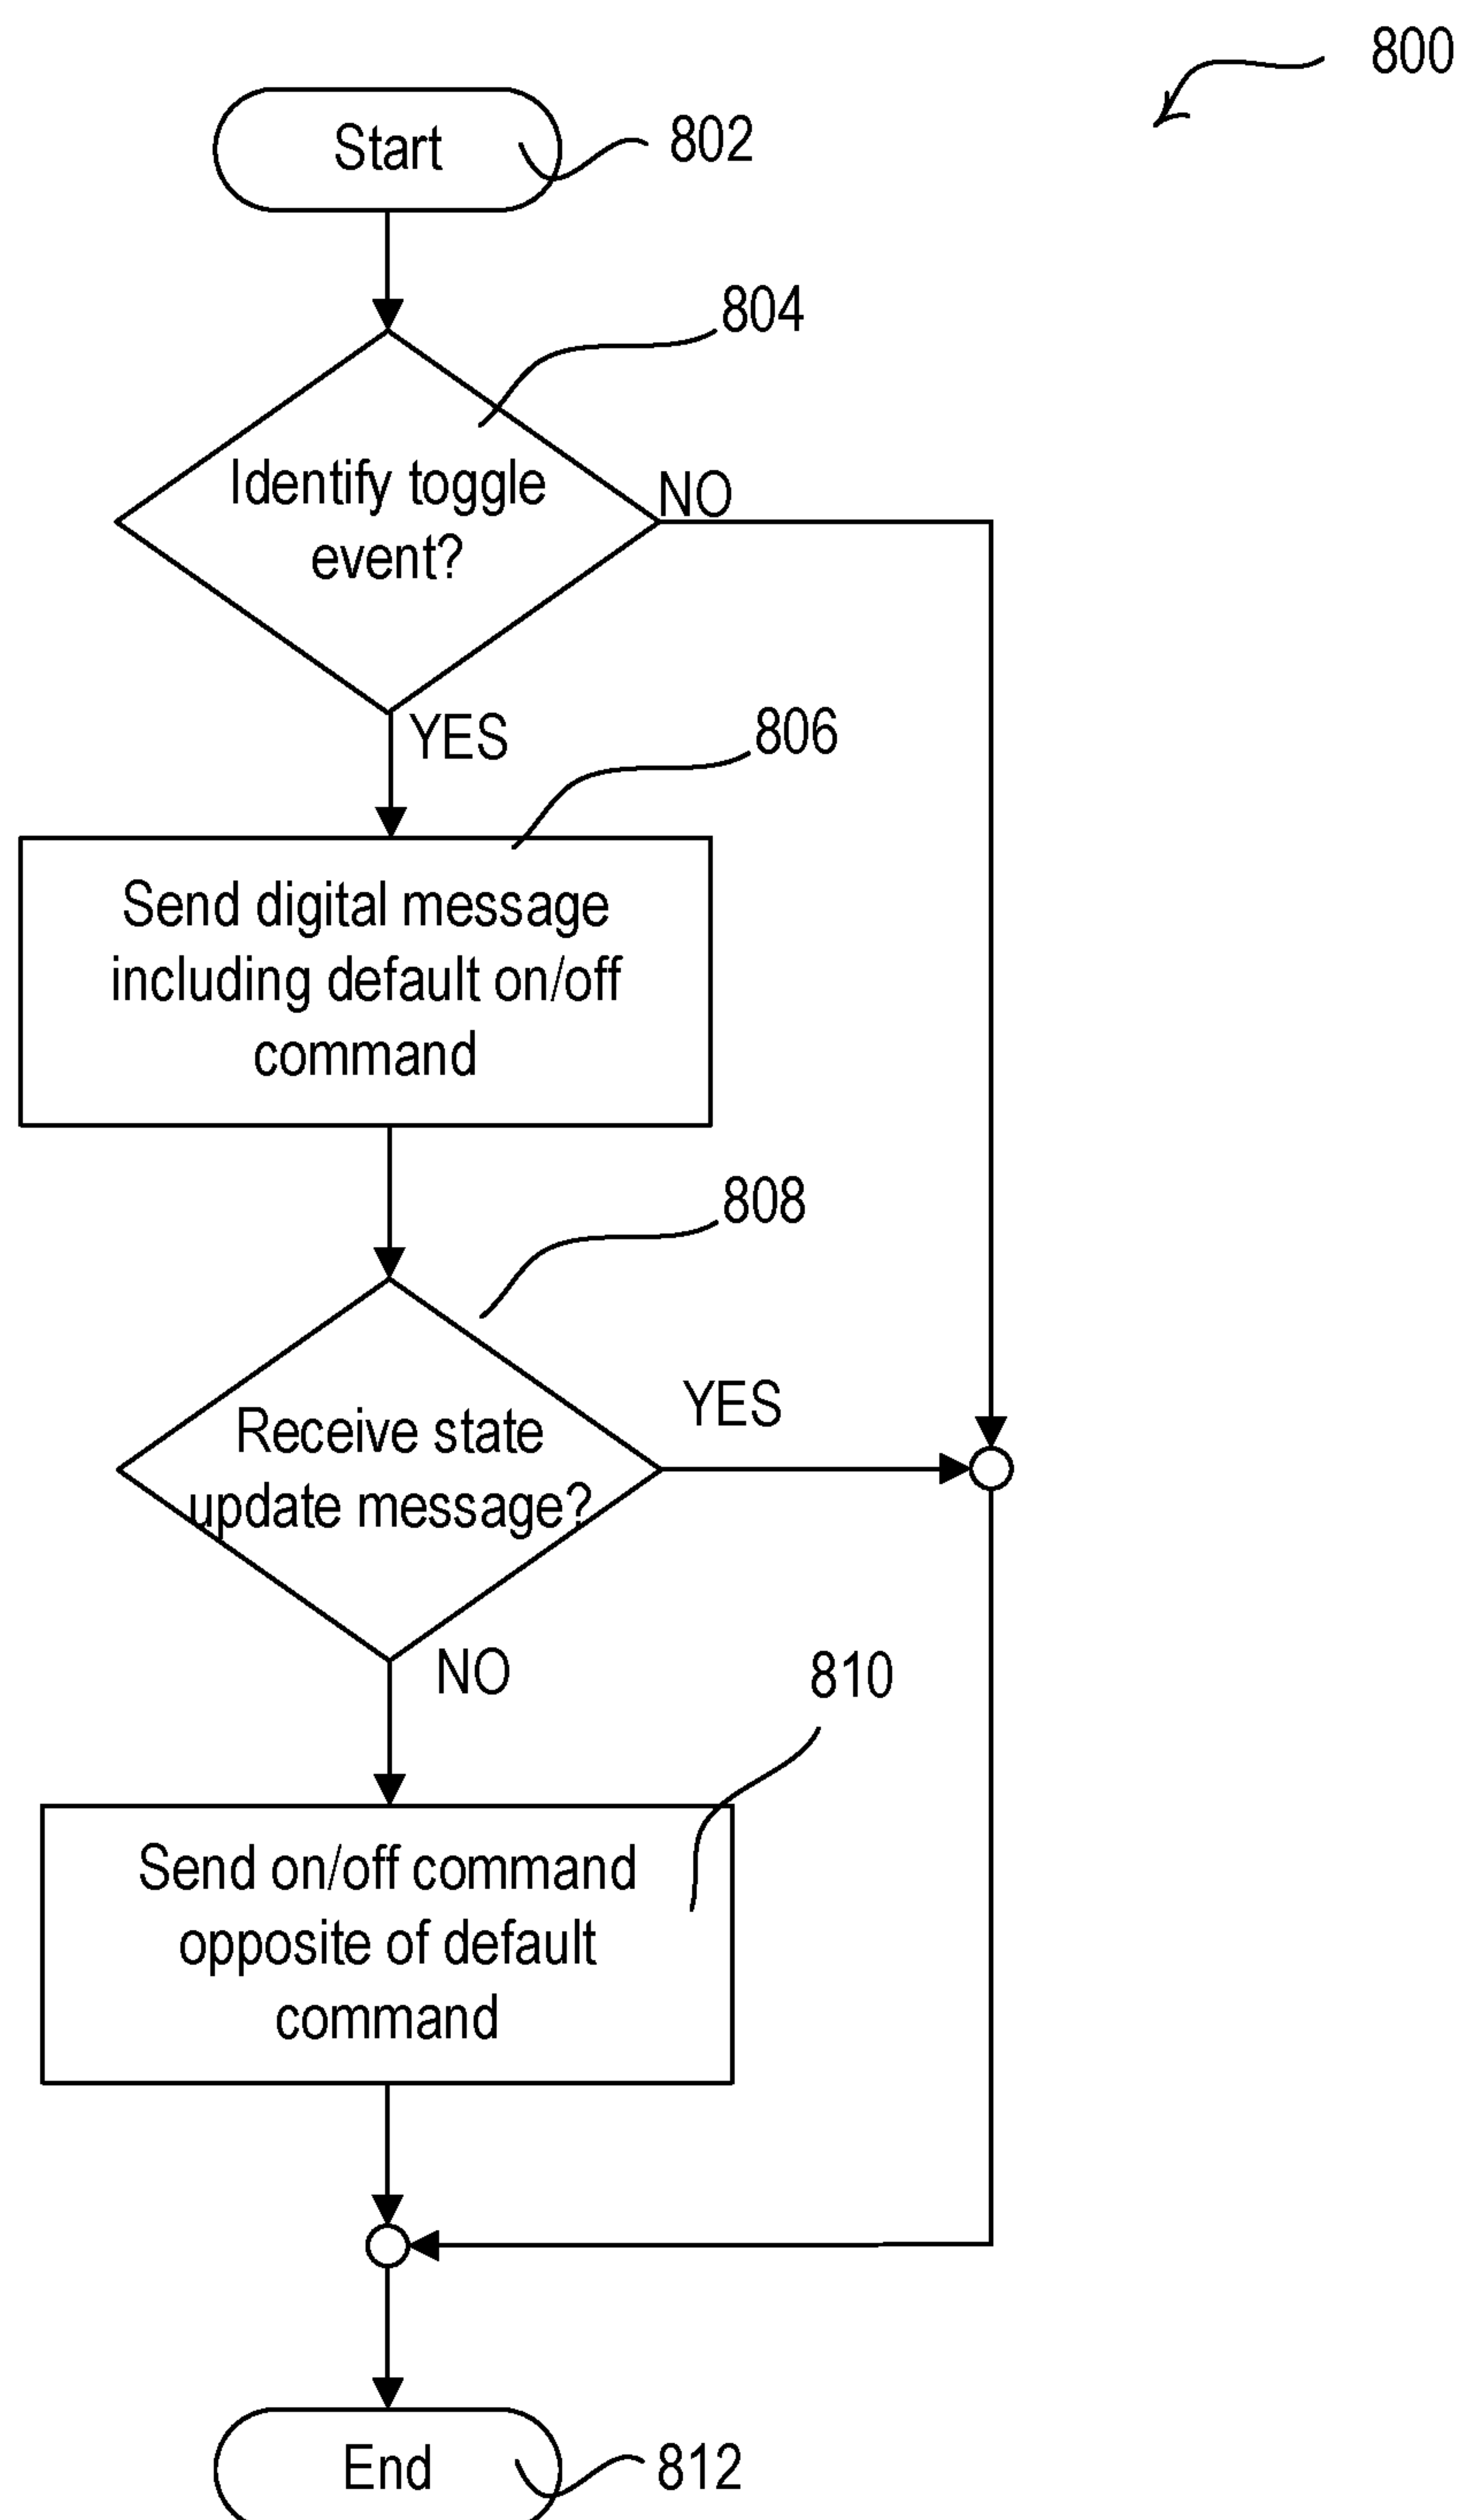 800
Start
802
804
Identify toggle
event?
NO
YES
806
Send digital message
including default on/off
command
808
Receive state
update message?
YES
NO
810
Send on/off command
opposite of default
command
End
812